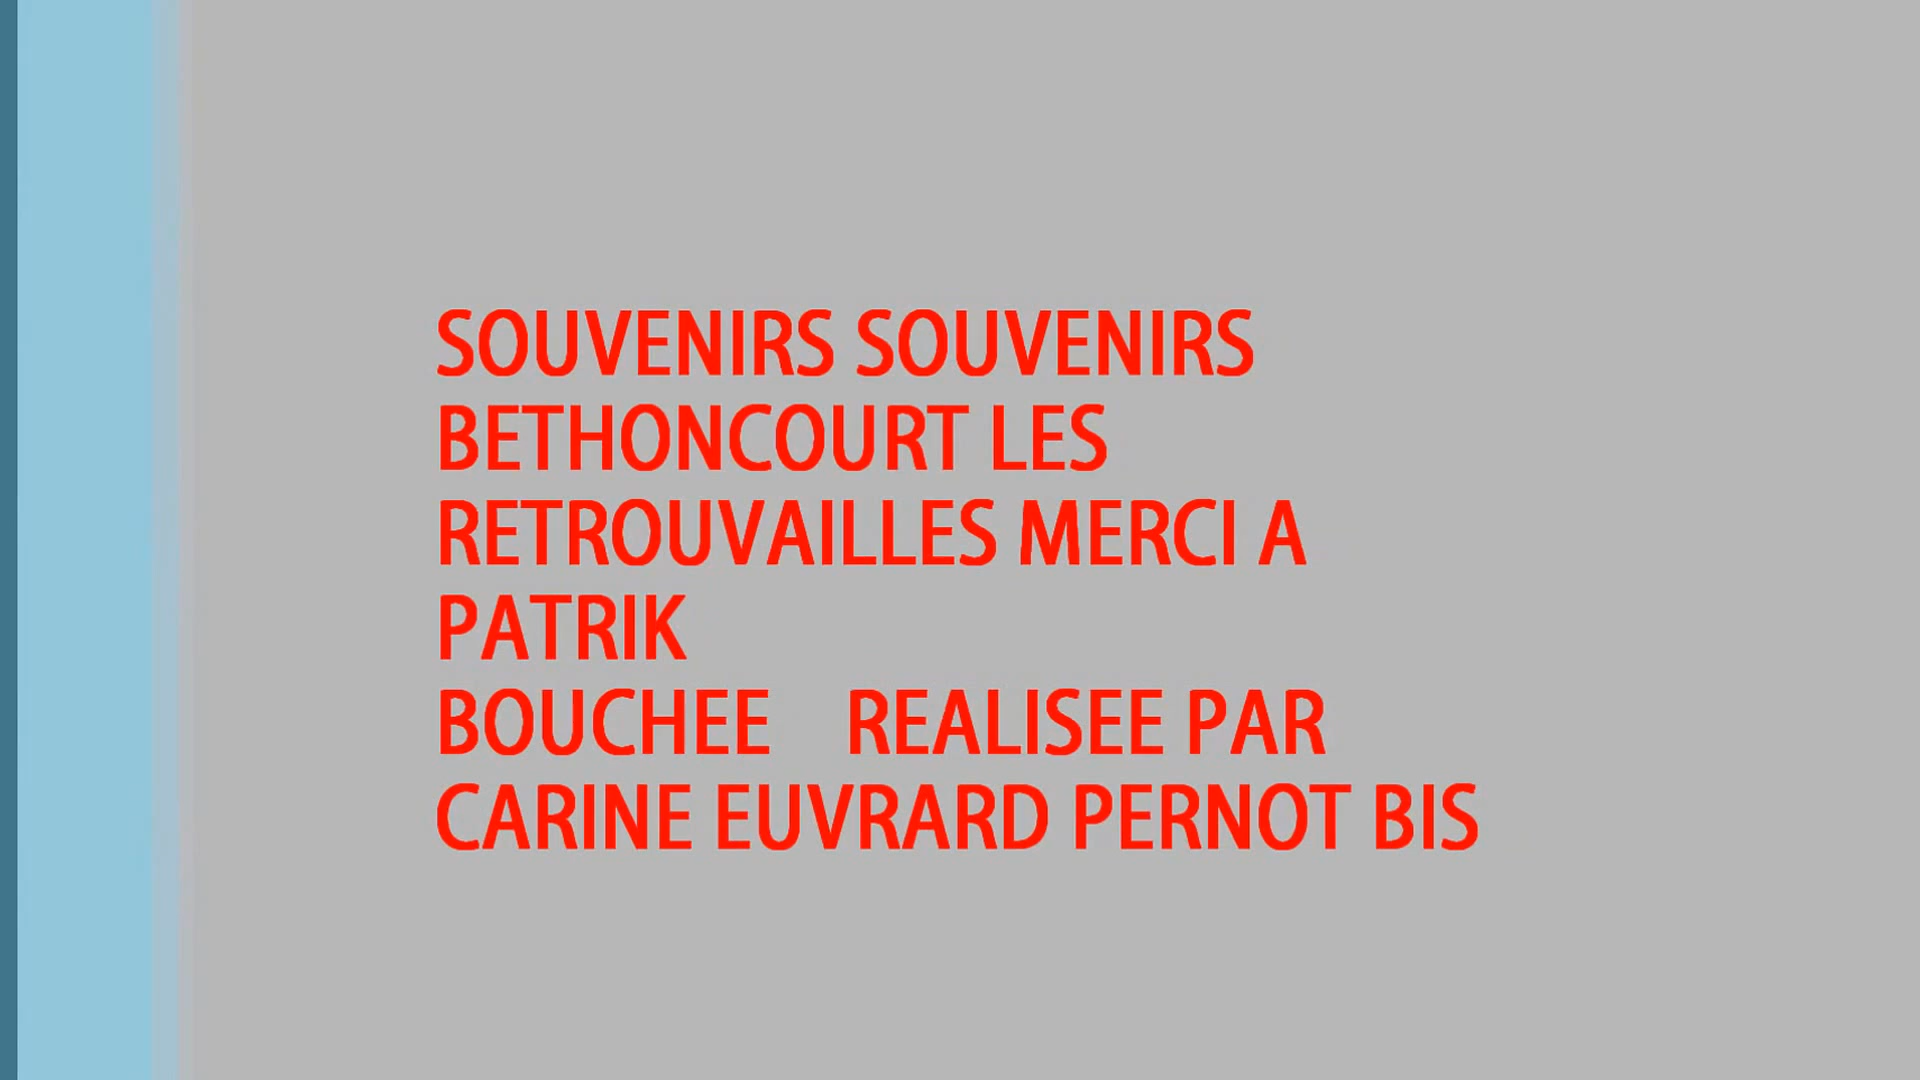 SOUVENIRS SOUVENIRS
BETHONCOURT LES
RETROUVAILLES MERCI A
PATRIK
BOUCHEE    REALISEE PAR
CARINE EUVRARD PERNOT BIS